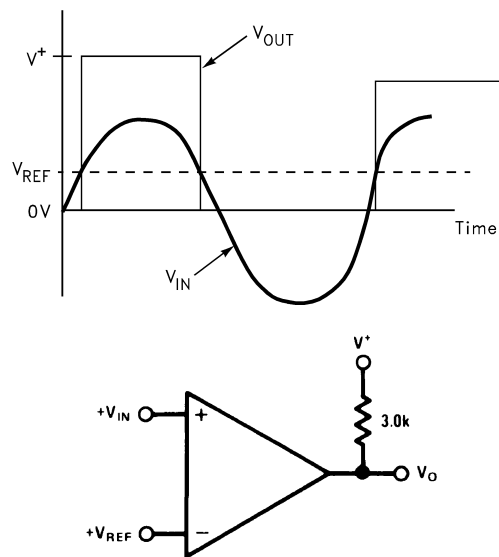 V+
VOUT
VREF
0V
Time
VIN
V+
+VIN
+
3.0k
VO
+VREF
−